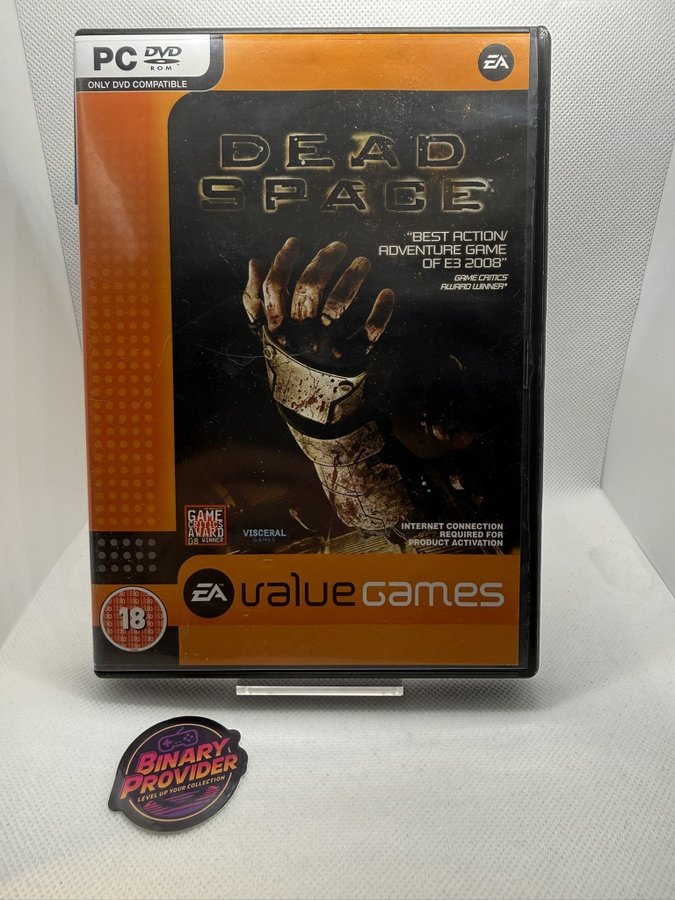 PC DVD
ROM
ONLY DVD COMPATIBLE
EA
DEAD
SPACE
"BEST ACTION/
ADVENTURE GAME
OF E3 2008"
GAME CRITICS
AWARD WINNER*
GAME
CRITICS
AWARD
08 WINNER
VISCERAL
GAMES
INTERNET CONNECTION
REQUIRED FOR
PRODUCT ACTIVATION
EA value Games
18
BINARY
PROVIDER
LEVEL UP YOUR COLLECTION